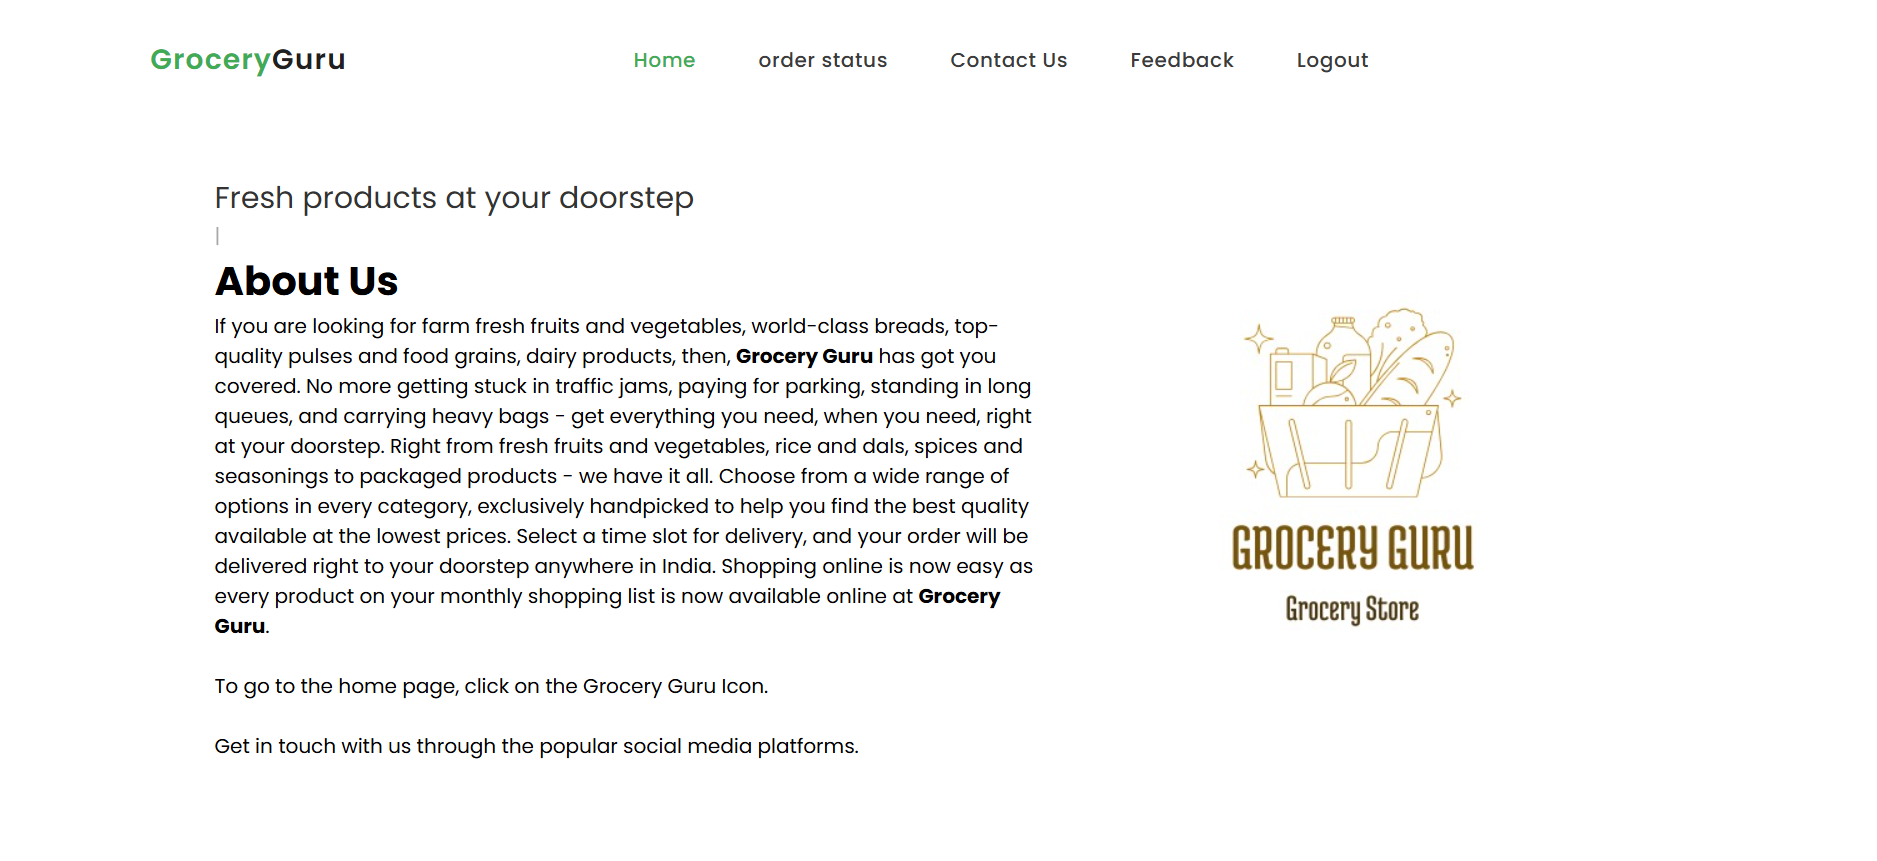 GroceryGuru
Home order status Contact Us Feedback Logout
Fresh products at your doorstep
|
About Us
If you are looking for farm fresh fruits and vegetables, world-class breads, top-
quality pulses and food grains, dairy products, then, Grocery Guru has got you
covered. No more getting stuck in traffic jams, paying for parking, standing in long
queues, and carrying heavy bags - get everything you need, when you need, right
at your doorstep. Right from fresh fruits and vegetables, rice and dals, spices and
seasonings to packaged products - we have it all. Choose from a wide range of
options in every category, exclusively handpicked to help you find the best quality
available at the lowest prices. Select a time slot for delivery, and your order will be
delivered right to your doorstep anywhere in India. Shopping online is now easy as
every product on your monthly shopping list is now available online at Grocery
Guru.
To go to the home page, click on the Grocery Guru Icon.
Get in touch with us through the popular social media platforms.
GROCERY GURU
Grocery Store